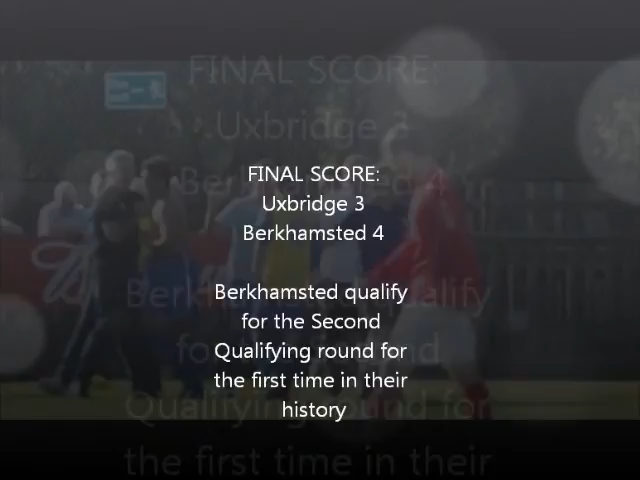 FINAL SCORE:
Uxbridge 3
Berkhamsted 4
Berkhamsted qualify
for the Second
Qualifying round for
the first time in their
history